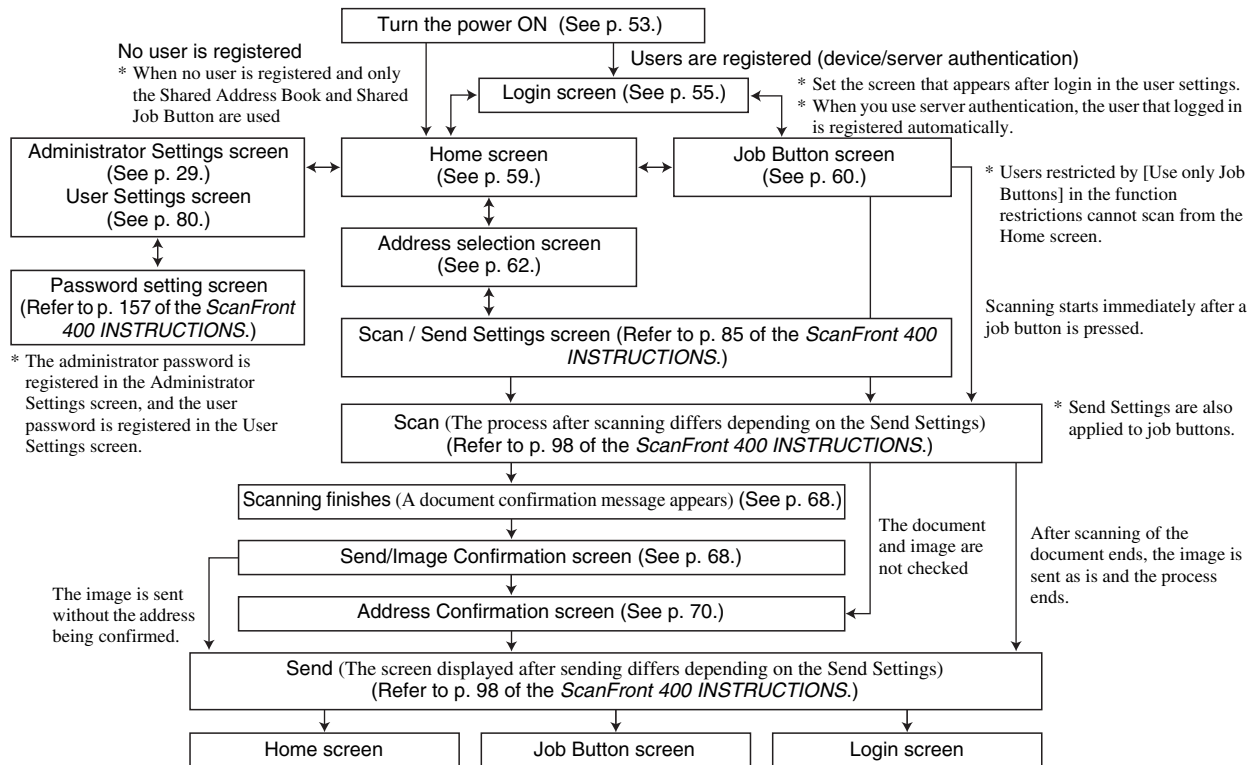 Turn the power ON (See p. 53.)
No user is registered
* When no user is registered and only
the Shared Address Book and Shared
Job Button are used
Users are registered (device/server authentication)
Login screen (See p. 55.)
* Set the screen that appears after login in the user settings.
* When you use server authentication, the user that logged in
is registered automatically.
Administrator Settings screen
(See p. 29.)
User Settings screen
(See p. 80.)
Home screen
(See p. 59.)
Job Button screen
(See p. 60.)
* Users restricted by [Use only Job
Buttons] in the function
restrictions cannot scan from the
Home screen.
Address selection screen
(See p. 62.)
Password setting screen
(Refer to p. 157 of the ScanFront
400 INSTRUCTIONS.)
Scanning starts immediately after a
job button is pressed.
Scan / Send Settings screen (Refer to p. 85 of the ScanFront 400
INSTRUCTIONS.)
* The administrator password is
registered in the Administrator
Settings screen, and the user
password is registered in the User
Settings screen.
Scan (The process after scanning differs depending on the Send Settings)
(Refer to p. 98 of the ScanFront 400 INSTRUCTIONS.)
* Send Settings are also
applied to job buttons.
Scanning finishes (A document confirmation message appears) (See p. 68.)
The document
and image are
not checked
After scanning of the
document ends, the image is
sent as is and the process
ends.
Send/Image Confirmation screen (See p. 68.)
The image is sent
without the address
being confirmed.
Address Confirmation screen (See p. 70.)
Send (The screen displayed after sending differs depending on the Send Settings)
(Refer to p. 98 of the ScanFront 400 INSTRUCTIONS.)
Home screen
Job Button screen
Login screen